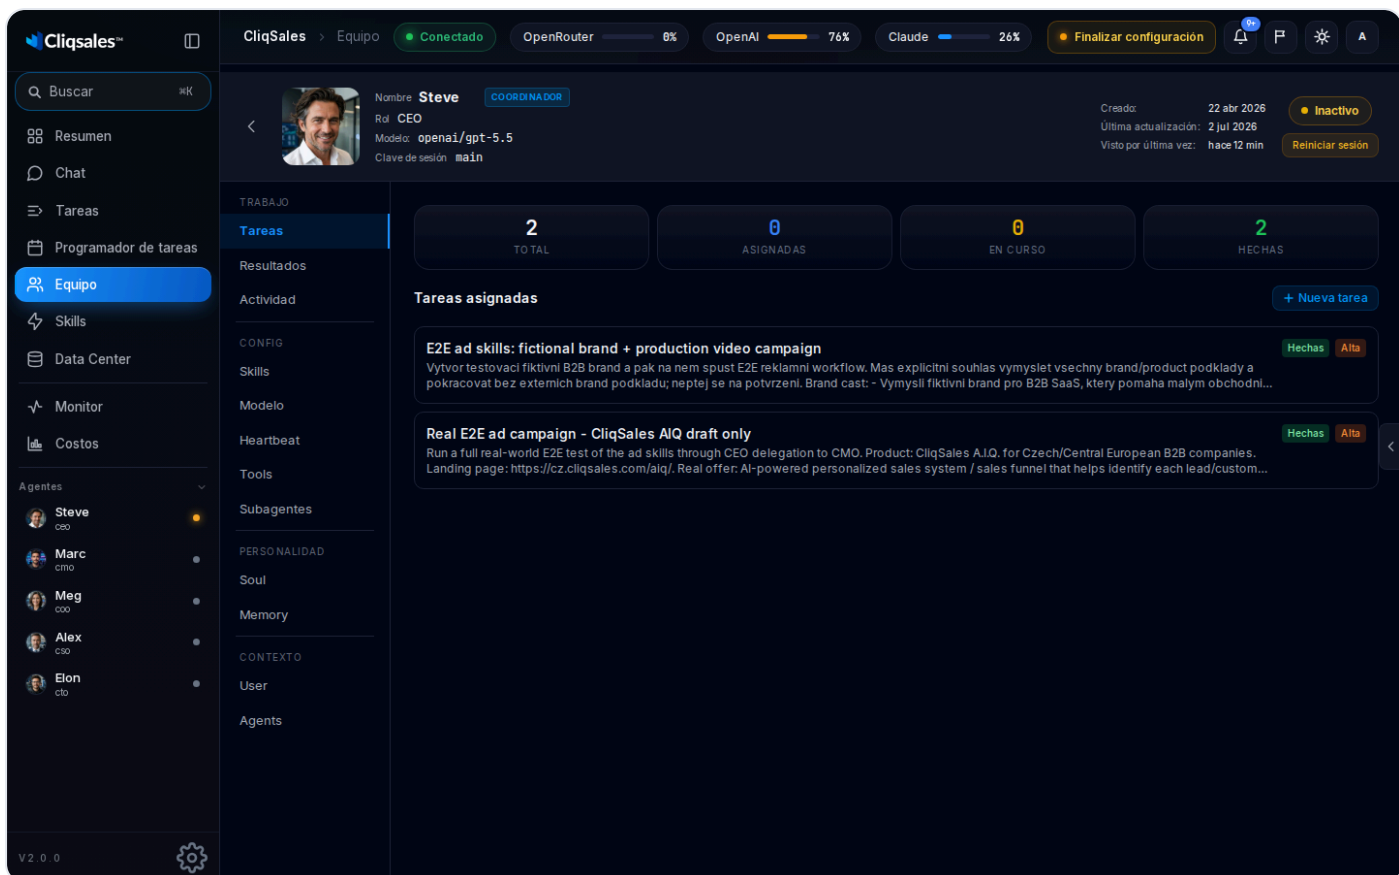 Cliqsales™
CliqSales > Equipo
Conectado
OpenRouter 0%
OpenAI 76%
Claude 26%
Finalizar configuración
9+
A
Buscar ⌘K
Resumen
Chat
Tareas
Programador de tareas
Equipo
Skills
Data Center
Monitor
Costos
Agentes
Steve
ceo
Marc
cmo
Meg
coo
Alex
cso
Elon
cto
V2.0.0
Nombre Steve COORDINADOR
Rol CEO
Modelo: openai/gpt-5.5
Clave de sesión main
Creado: 22 abr 2026
Última actualización: 2 jul 2026
Visto por última vez: hace 12 min
Inactivo
Reiniciar sesión
TRABAJO
Tareas
Resultados
Actividad
CONFIG
Skills
Modelo
Heartbeat
Tools
Subagentes
PERSONALIDAD
Soul
Memory
CONTEXTO
User
Agents
2
TOTAL
0
ASIGNADAS
0
EN CURSO
2
HECHAS
Tareas asignadas
+ Nueva tarea
E2E ad skills: fictional brand + production video campaign
Hechas Alta
Vytvor testovaci fiktivni B2B brand a pak na nem spust E2E reklamni workflow. Mas explicitni souhlas vymyslet vsechny brand/product podklady a
pokracovat bez externich brand podkladu; neptej se na potvrzeni. Brand cast: - Vymysli fiktivni brand pro B2B SaaS, ktery pomaha malym obchodni...
Real E2E ad campaign - CliqSales AIQ draft only
Hechas Alta
Run a full real-world E2E test of the ad skills through CEO delegation to CMO. Product: CliqSales A.I.Q. for Czech/Central European B2B companies.
Landing page: https://cz.cliqsales.com/aiq/. Real offer: AI-powered personalized sales system / sales funnel that helps identify each lead/custom...